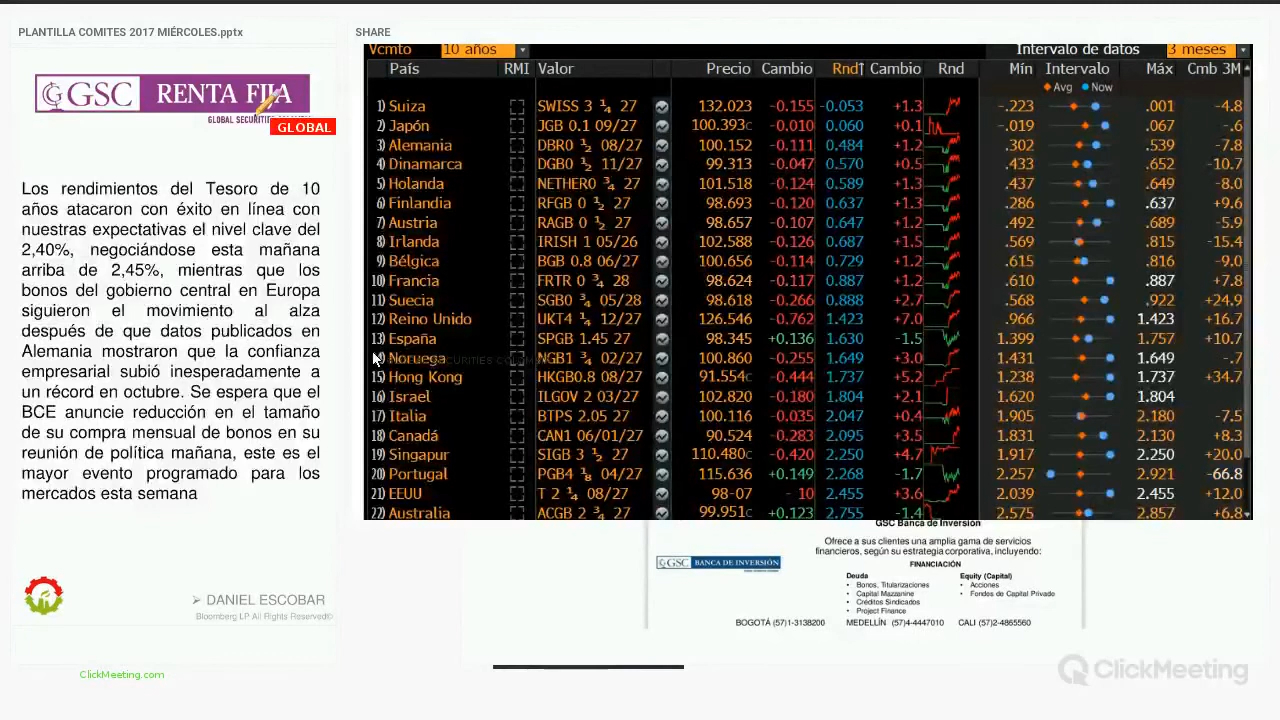 PLANTILLA COMITES 2017 MIÉRCOLES.pptx
SHARE
GSC RENTA FIJA
GLOBAL
Los rendimientos del Tesoro de 10
años atacaron con éxito en línea con
nuestras expectativas el nivel clave del
2,40%, negociándose esta mañana
arriba de 2,45%, mientras que los
bonos del gobierno central en Europa
siguieron el movimiento al alza
después de que datos publicados en
Alemania mostraron que la confianza
empresarial subió inesperadamente a
un récord en octubre. Se espera que el
BCE anuncie reducción en el tamaño
de su compra mensual de bonos en su
reunión de política mañana, este es el
mayor evento programado para los
mercados esta semana
➢ DANIEL ESCOBAR
Bloomberg LP All Rights Reserved©
ClickMeeting.com
Vcmto 10 años Intervalo de datos 3 meses
País RMI Valor Precio Cambio Rnd↑ Cambio Rnd Mín Intervalo Máx Cmb 3M
Avg Now
1) Suiza SWISS 3 ¼ 27 132.023 -0.155 -0.053 +1.3 -.223 .001 -4.8
2) Japón JGB 0.1 09/27 100.393c -0.010 0.060 +0.1 -.019 .067 -.6
3) Alemania DBR0 ½ 08/27 100.152 -0.111 0.484 +1.2 .302 .539 -7.8
4) Dinamarca DGB0 ½ 11/27 99.313 -0.047 0.570 +0.5 .433 .652 -10.7
5) Holanda NETHER0 ¾ 27 101.518 -0.124 0.589 +1.3 .437 .649 -8.0
6) Finlandia RFGB 0 ½ 27 98.693 -0.120 0.637 +1.3 .286 .637 +9.6
7) Austria RAGB 0 ½ 27 98.657 -0.107 0.647 +1.2 .492 .689 -5.9
8) Irlanda IRISH 1 05/26 102.588 -0.126 0.687 +1.5 .569 .815 -15.4
9) Bélgica BGB 0.8 06/27 100.656 -0.114 0.729 +1.2 .615 .816 -9.0
10) Francia FRTR 0 ¾ 28 98.624 -0.117 0.887 +1.2 .610 .887 +7.8
11) Suecia SGB0 ¾ 05/28 98.618 -0.266 0.888 +2.7 .568 .922 +24.9
12) Reino Unido UKT4 ¼ 12/27 126.546 -0.762 1.423 +7.0 .966 1.423 +16.7
13) España SPGB 1.45 27 98.345 +0.136 1.630 -1.5 1.399 1.757 +10.7
Noruega NGB1 ¾ 02/27 100.860 -0.255 1.649 +3.0 1.431 1.649 -.7
15) Hong Kong HKGB0.8 08/27 91.554c -0.444 1.737 +5.2 1.238 1.737 +34.7
16) Israel ILGOV 2 03/27 102.820 -0.180 1.804 +2.1 1.620 1.804
17) Italia BTPS 2.05 27 100.116 -0.035 2.047 +0.4 1.905 2.180 -7.5
18) Canadá CAN1 06/01/27 90.524 -0.283 2.095 +3.5 1.831 2.130 +8.3
19) Singapur SIGB 3 ½ 27 110.480c -0.420 2.250 +4.7 1.917 2.250 +20.0
20) Portugal PGB4 ⅛ 04/27 115.636 +0.149 2.268 -1.7 2.257 2.921 -66.8
21) EEUU T 2 ¼ 08/27 98-07 - 10 2.455 +3.6 2.039 2.455 +12.0
22) Australia ACGB 2 ¾ 27 99.951c +0.123 2.755 -1.4 2.575 2.857 +6.8
GSC Banca de Inversión
Ofrece a sus clientes una amplia gama de servicios
financieros, según su estrategia corporativa, incluyendo:
GSC BANCA DE INVERSIÓN
FINANCIACIÓN
Deuda
• Bonos, Titularizaciones
• Capital Mazzanine
• Créditos Sindicados
• Project Finance
Equity (Capital)
• Acciones
• Fondos de Capital Privado
BOGOTÁ (57)1-3138200 MEDELLÍN (57)4-4447010 CALI (57)2-4865560
ClickMeeting